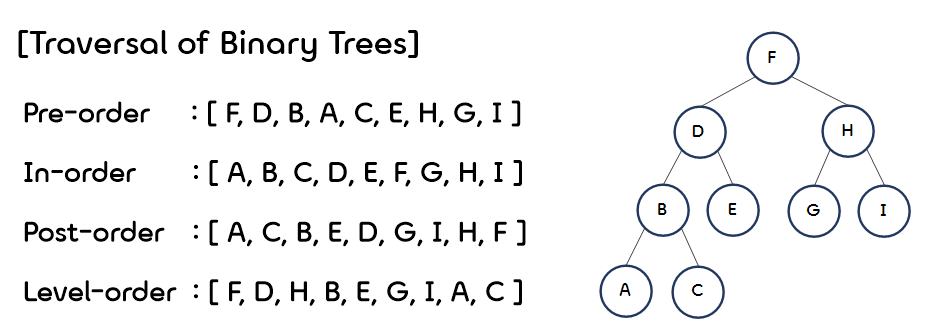 [Traversal of Binary Trees]
Pre-order : [ F, D, B, A, C, E, H, G, I ]
In-order : [ A, B, C, D, E, F, G, H, I ]
Post-order : [ A, C, B, E, D, G, I, H, F ]
Level-order : [ F, D, H, B, E, G, I, A, C ]
F
D H
B E G I
A C